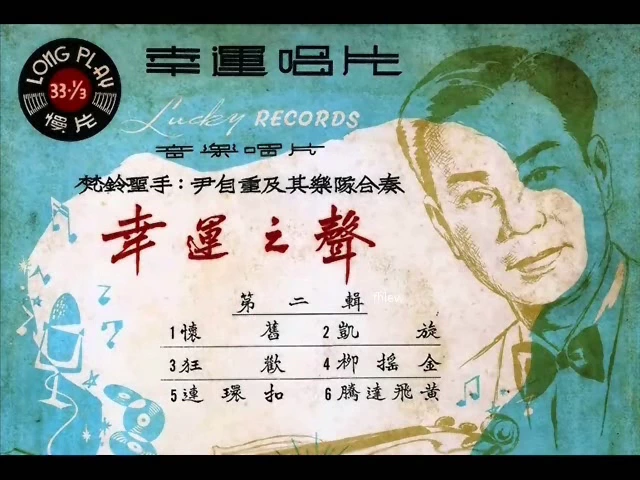 LONG PLAY
33⅓
慢片
幸運唱片
Lucky RECORDS
音樂唱片
梵鈴聖手：尹自重及其樂隊合奏
幸運之聲
第二輯
1懷舊 2凱旋
3狂歡 4柳搖金
5連環扣 6騰達飛黃